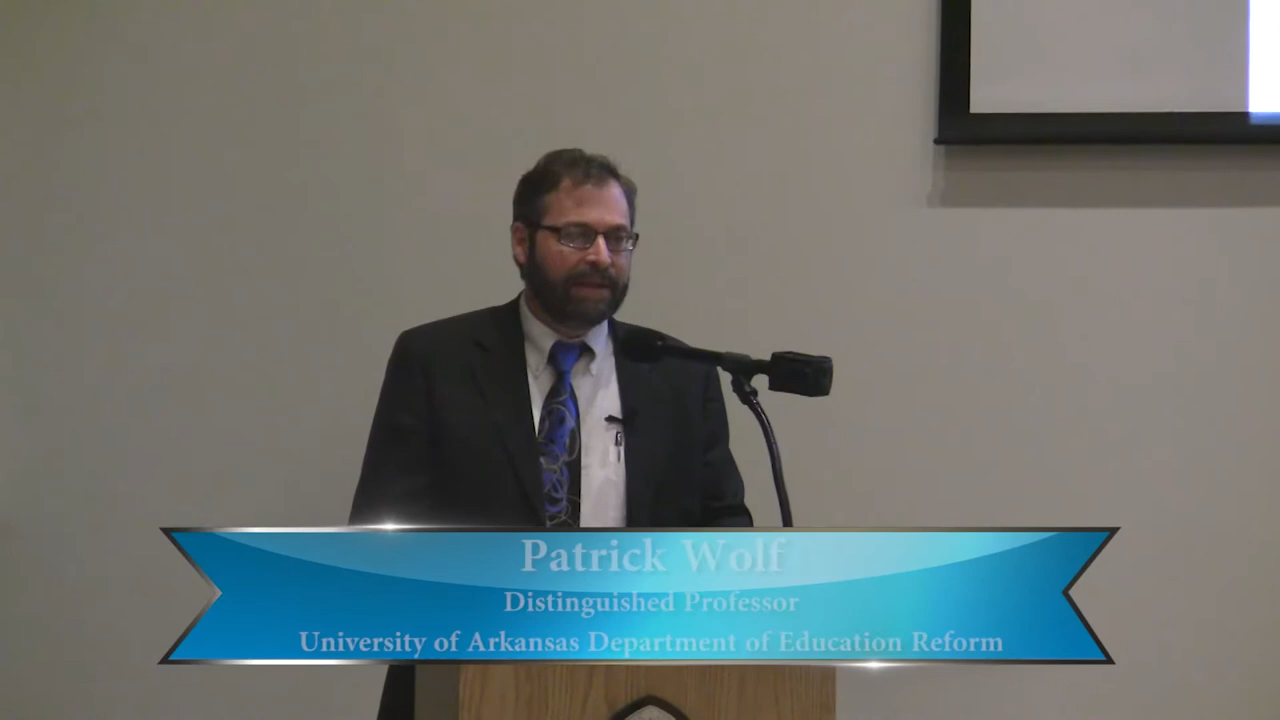 Patrick Wolf
Distinguished Professor
University of Arkansas Department of Education Reform